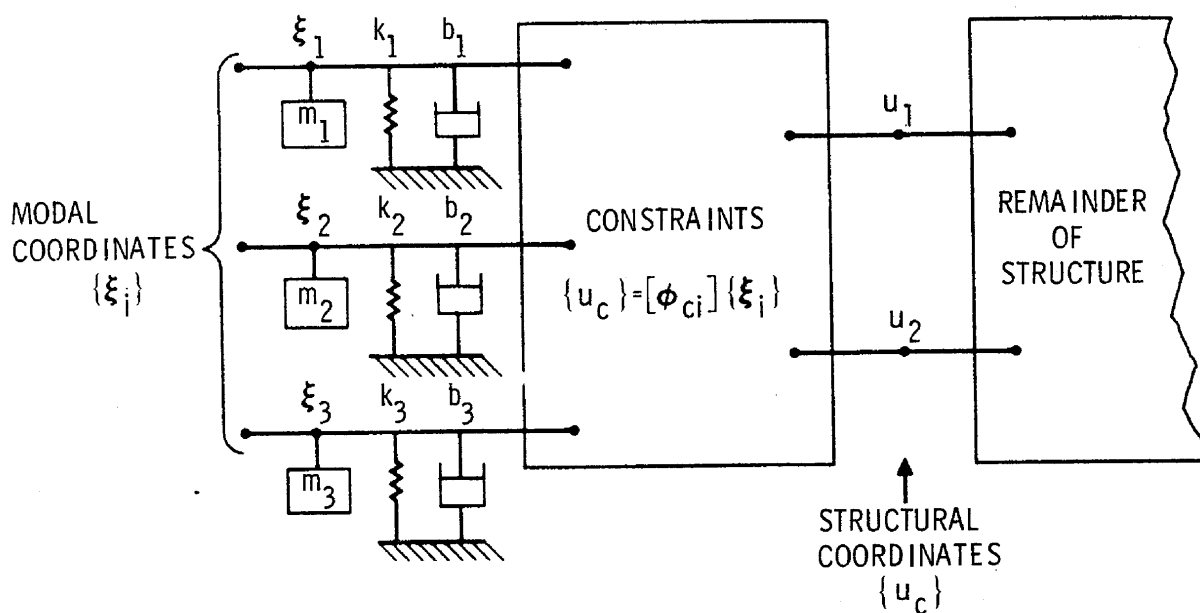 ξ1 k1 b1
m1
u1
MODAL
COORDINATES
{ξi}
ξ2 k2 b2
m2
CONSTRAINTS
{uc}=[ϕci]{ξi}
REMAINDER
OF
STRUCTURE
u2
ξ3 k3 b3
m3
STRUCTURAL
COORDINATES
{uc}